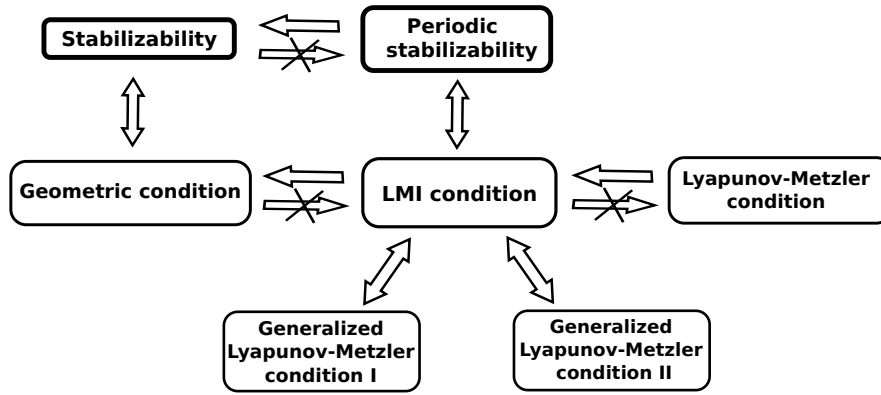 Stabilizability
Periodic
stabilizability
Geometric condition
LMI condition
Lyapunov-Metzler
condition
Generalized
Lyapunov-Metzler
condition I
Generalized
Lyapunov-Metzler
condition II